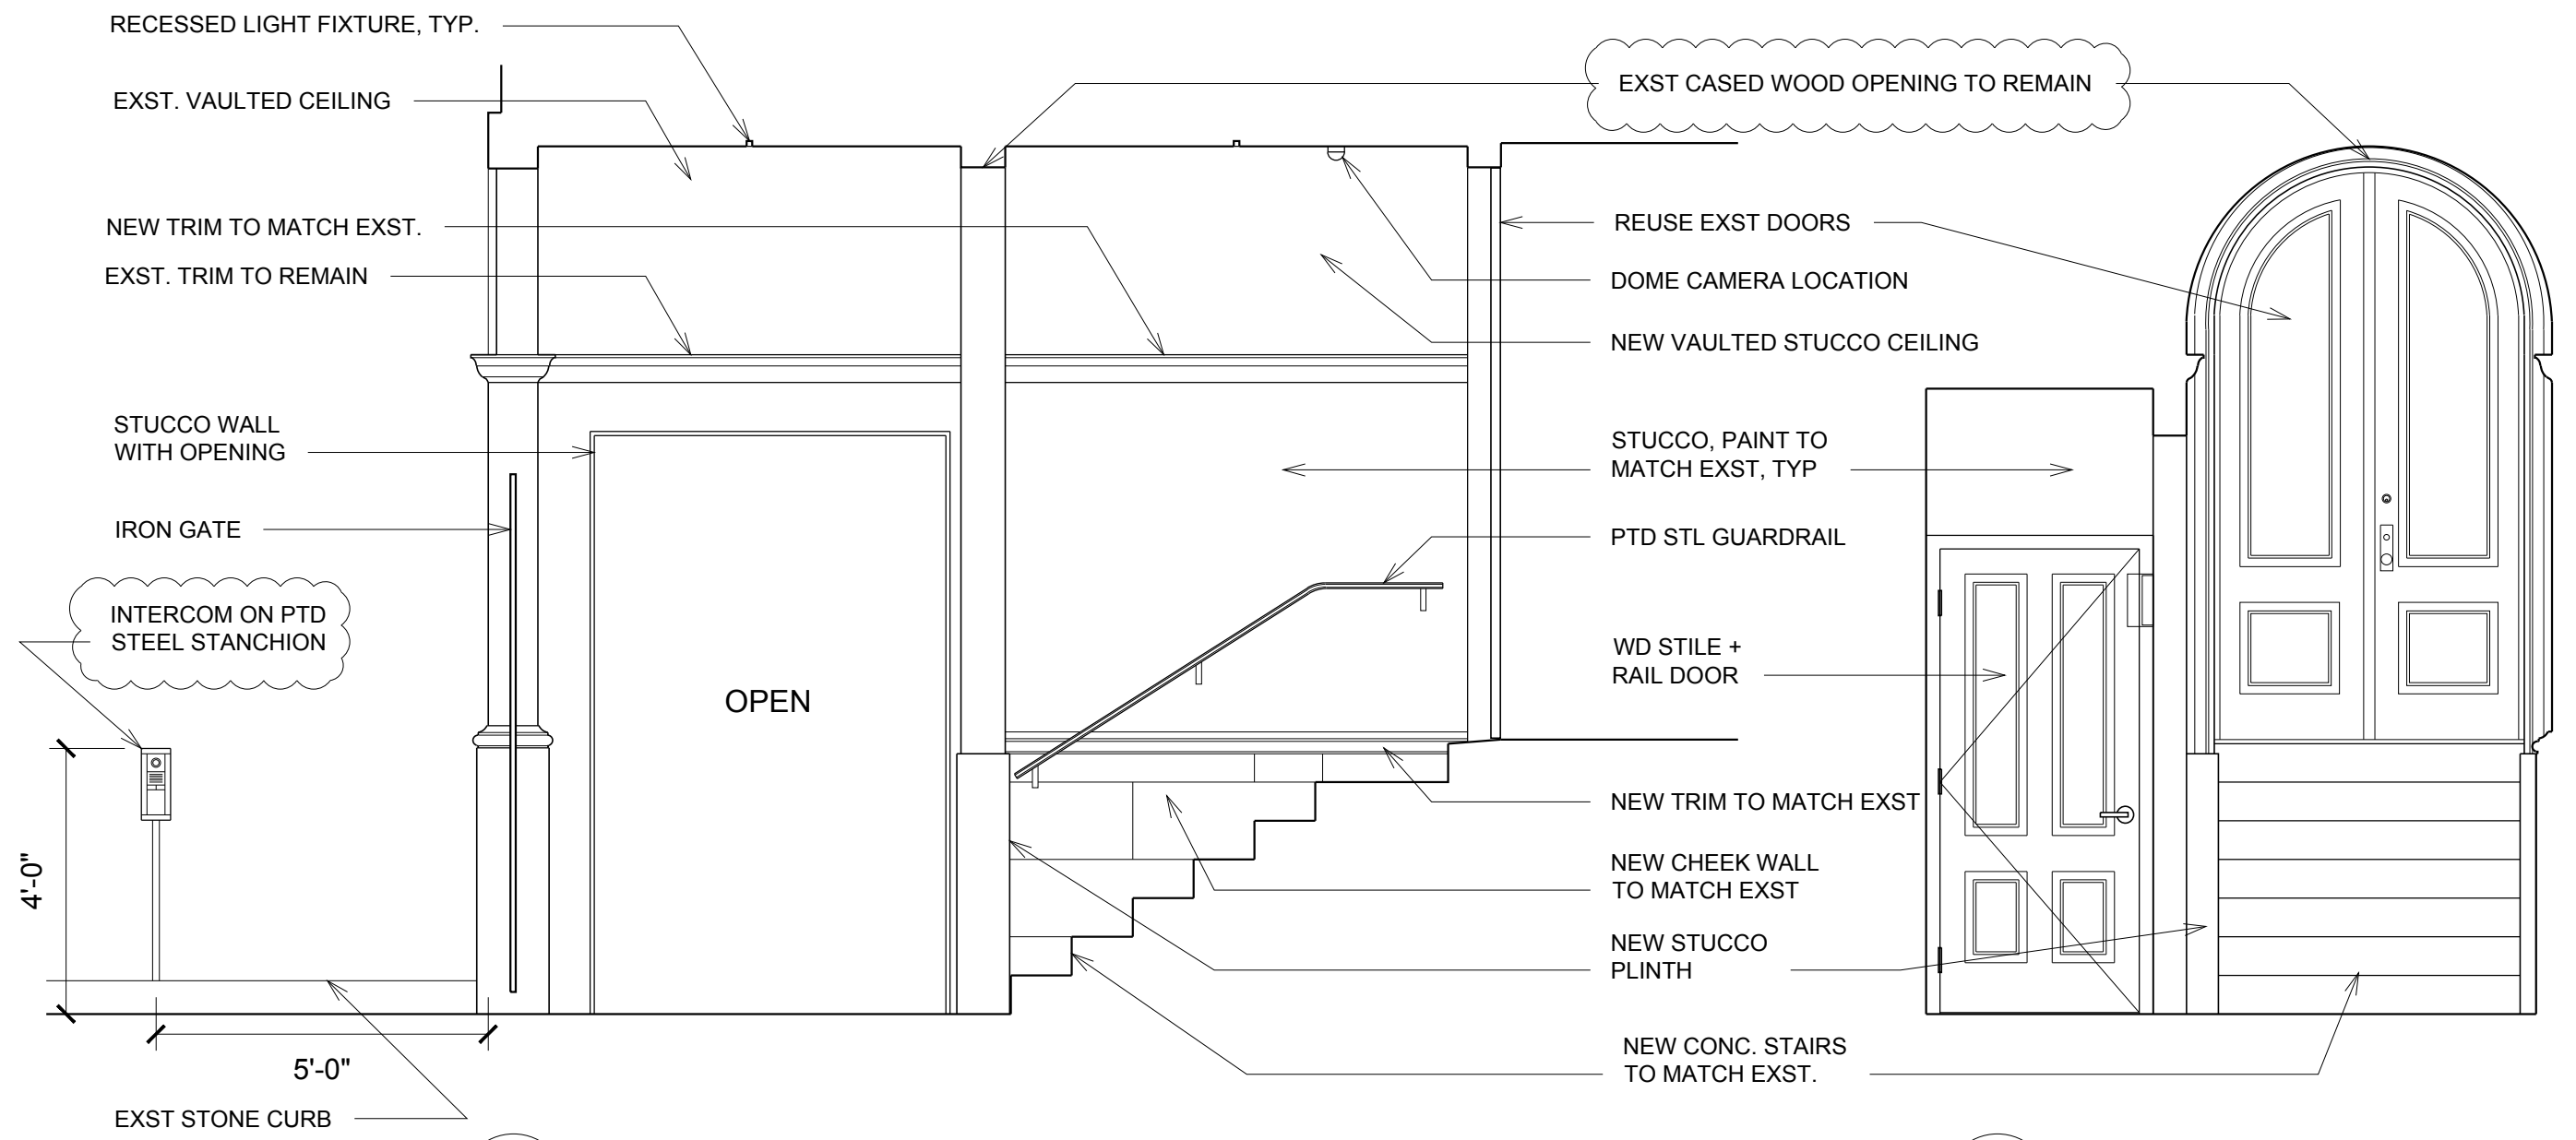 RECESSED LIGHT FIXTURE, TYP.
EXST. VAULTED CEILING
NEW TRIM TO MATCH EXST.
EXST. TRIM TO REMAIN
STUCCO WALL
WITH OPENING
IRON GATE
INTERCOM ON PTD
STEEL STANCHION
4'-0"
5'-0"
EXST STONE CURB
OPEN
EXST CASED WOOD OPENING TO REMAIN
REUSE EXST DOORS
DOME CAMERA LOCATION
NEW VAULTED STUCCO CEILING
STUCCO, PAINT TO
MATCH EXST, TYP
PTD STL GUARDRAIL
WD STILE +
RAIL DOOR
NEW TRIM TO MATCH EXST
NEW CHEEK WALL
TO MATCH EXST
NEW STUCCO
PLINTH
NEW CONC. STAIRS
TO MATCH EXST.